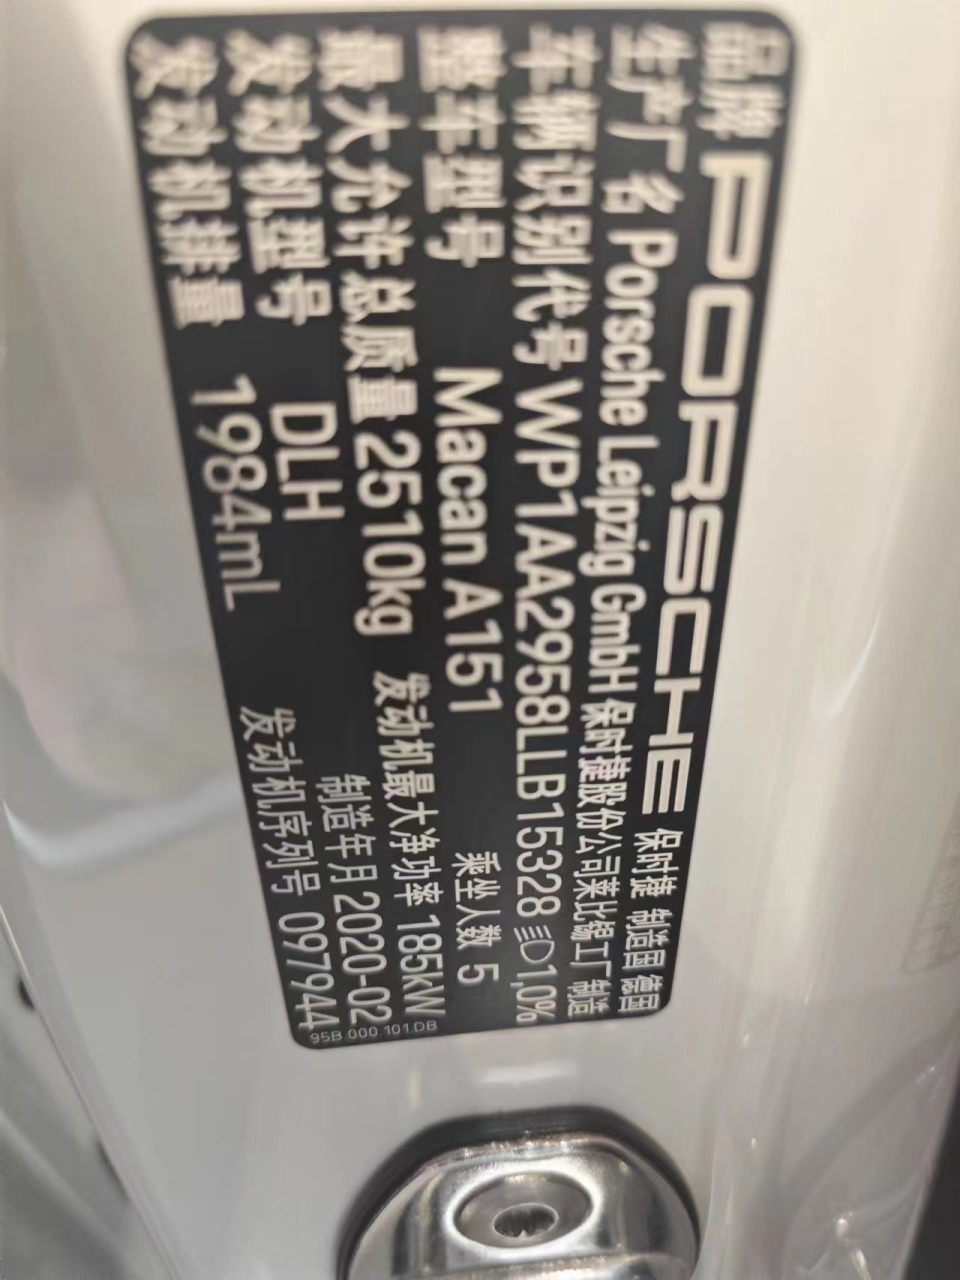 品牌 PORSCHE 保时捷 制造国 德国
生产厂名 Porsche Leipzig GmbH 保时捷股份公司莱比锡工厂 制造
车辆识别代号 WP1AA2958LLB15328 1,0%
整车型号 Macan A151 乘坐人数 5
最大允许总质量 2510kg 发动机最大净功率 185kW
发动机型号 DLH 制造年月 2020-02
发动机排量 1984mL 发动机序列号 097944
95B.000.101.DB